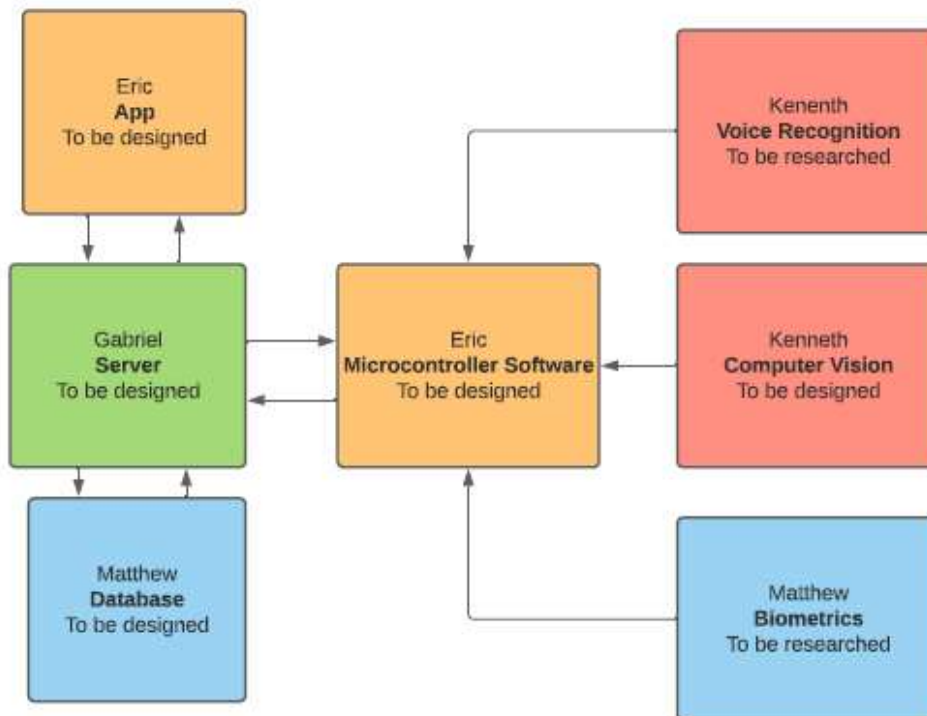 Eric
App
To be designed
Kenenth
Voice Recognition
To be researched
Gabriel
Server
To be designed
Eric
Microcontroller Software
To be designed
Kenneth
Computer Vision
To be designed
Matthew
Database
To be designed
Matthew
Biometrics
To be researched